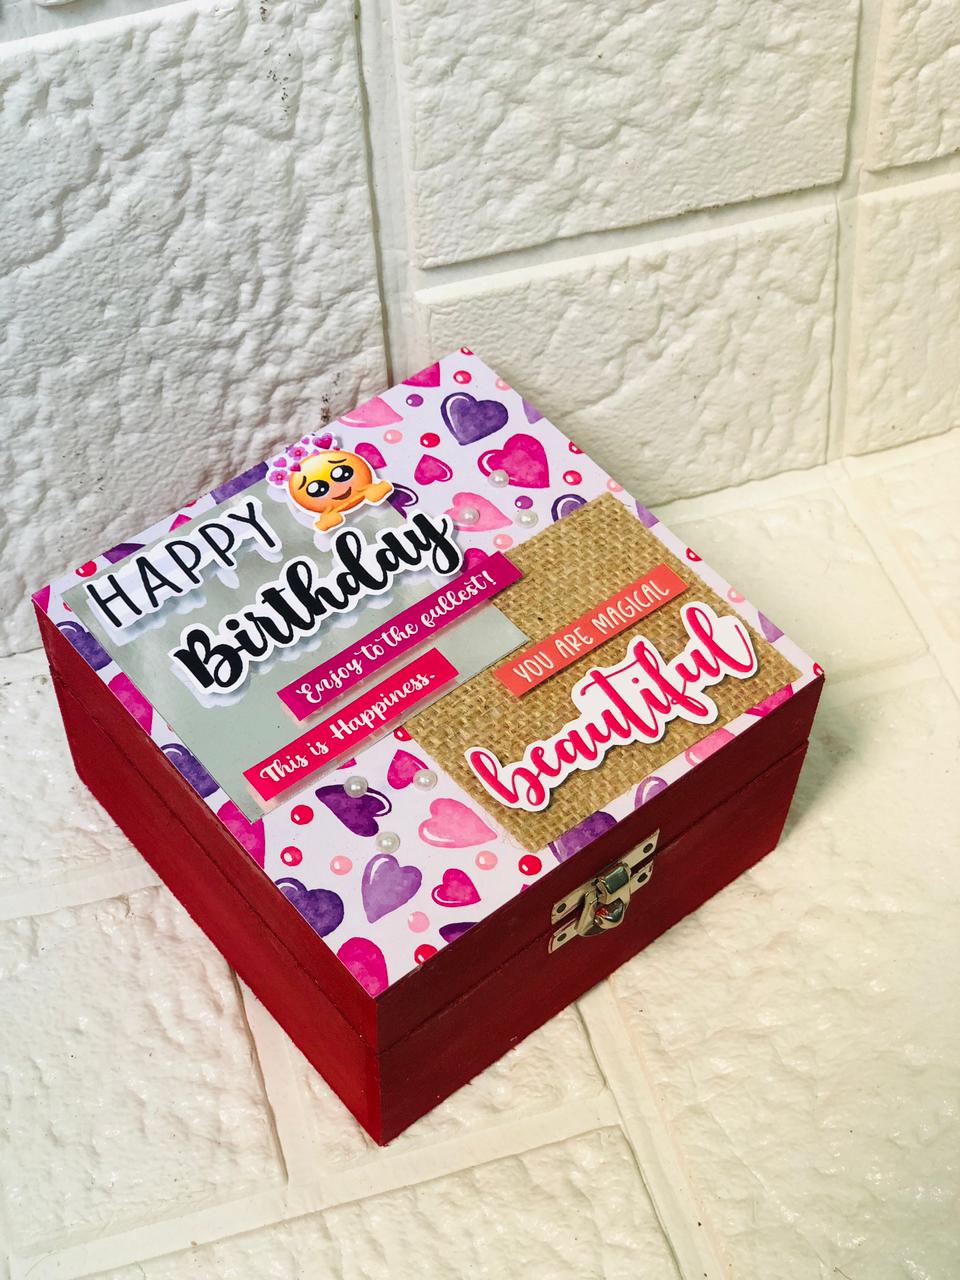 HAPPY
Birthday
Enjoy to the fullest!
This is Happiness.
YOU ARE MAGICAL
beautiful